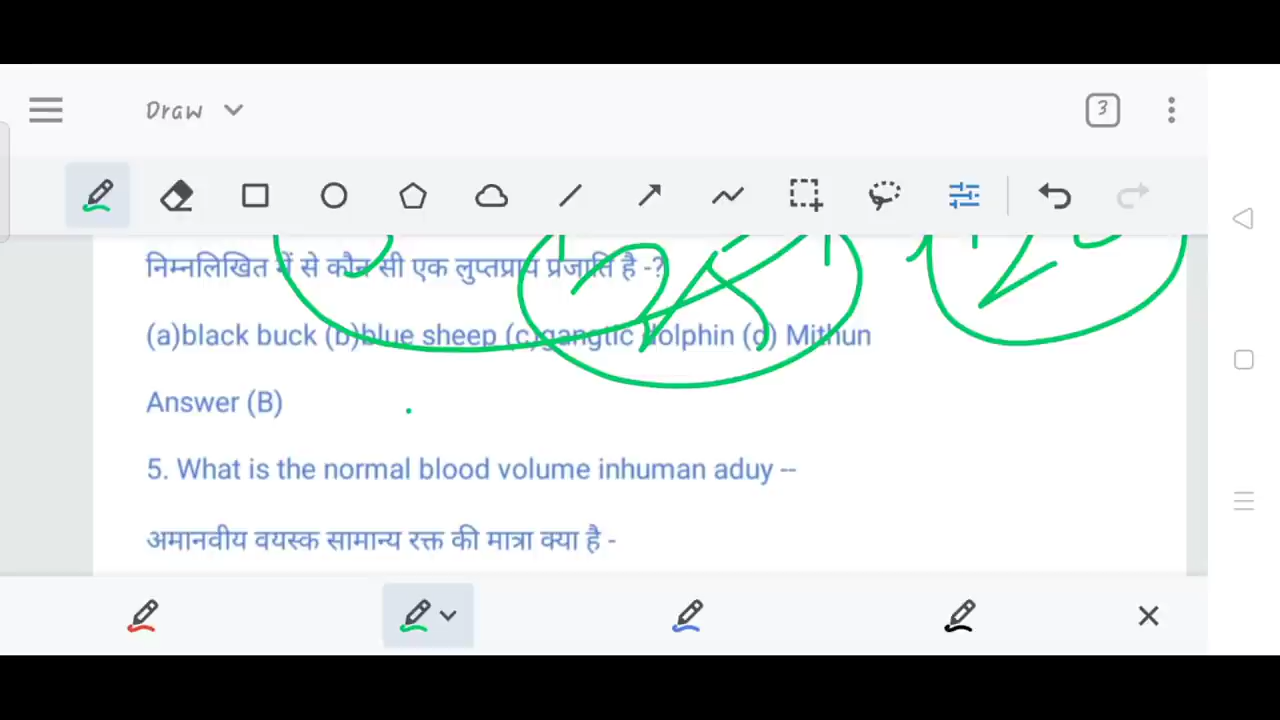 Draw
3
निम्नलिखित में से कौन सी एक लुप्तप्राय प्रजाति है -?
(a)black buck (b)blue sheep (c)gangtic dolphin (d) Mithun
Answer (B)
5. What is the normal blood volume inhuman aduy --
अमानवीय वयस्क सामान्य रक्त की मात्रा क्या है -